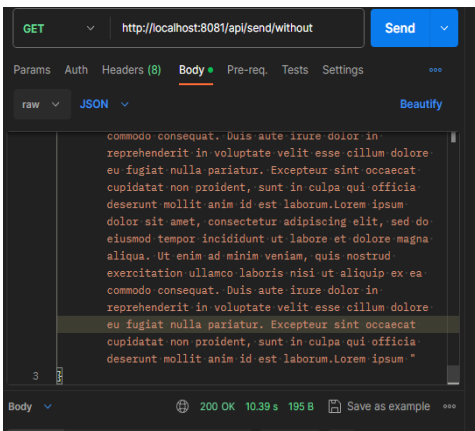 GET http://localhost:8081/api/send/without Send
Params Auth Headers (8) Body Pre-req. Tests Settings
raw JSON Beautify
commodo consequat. Duis aute irure dolor in
reprehenderit in voluptate velit esse cillum dolore
eu fugiat nulla pariatur. Excepteur sint occaecat
cupidatat non proident, sunt in culpa qui officia
deserunt mollit anim id est laborum.Lorem ipsum
dolor sit amet, consectetur adipiscing elit, sed do
eiusmod tempor incididunt ut labore et dolore magna
aliqua. Ut enim ad minim veniam, quis nostrud
exercitation ullamco laboris nisi ut aliquip ex ea
commodo consequat. Duis aute irure dolor in
reprehenderit in voluptate velit esse cillum dolore
eu fugiat nulla pariatur. Excepteur sint occaecat
cupidatat non proident, sunt in culpa qui officia
deserunt mollit anim id est laborum.Lorem ipsum "
3 }
Body 200 OK 10.39 s 195 B Save as example